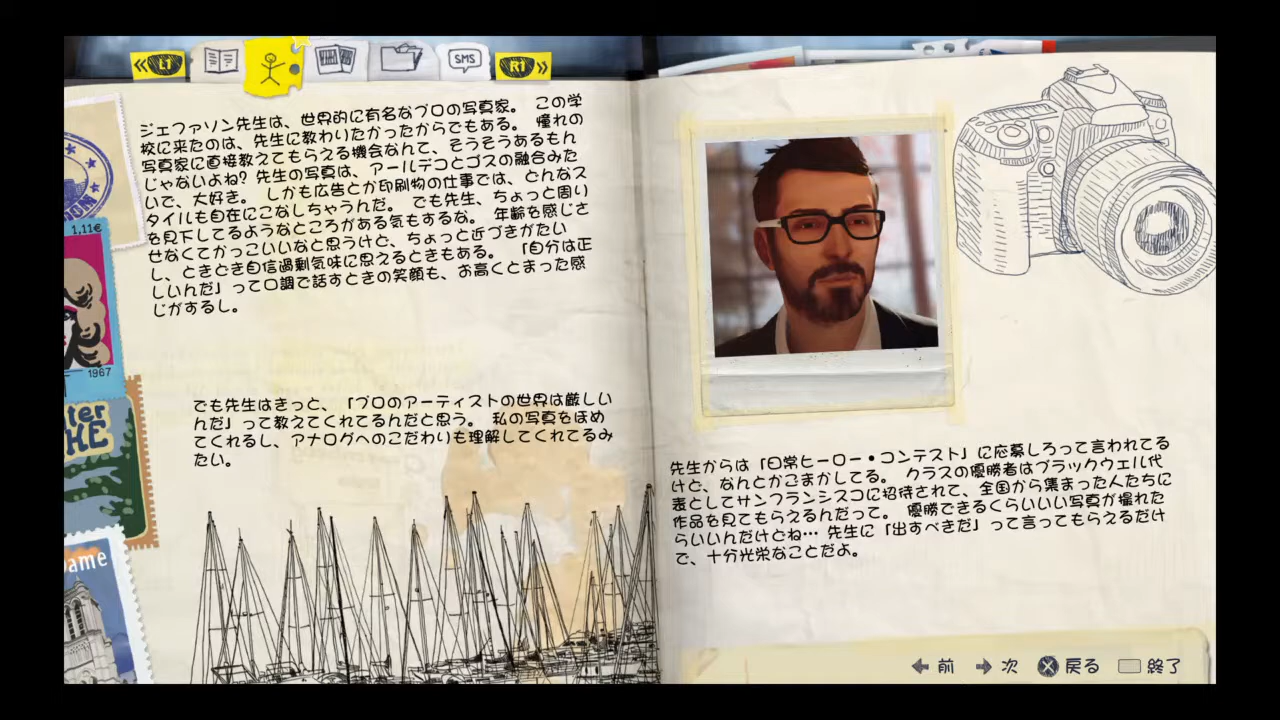 L1
SMS
R1
ジェファソン先生は、世界的に有名なプロの写真家。 この学
校に来たのは、先生に教わりたかったからでもある。 憧れの
写真家に直接教えてもらえる機会なんて、そうそうあるもん
じゃないよね? 先生の写真は、アールデコとゴスの融合みた
いで、大好き。 しかも広告とか印刷物の仕事では、どんなス
タイルも自在にこなしちゃうんだ。 でも先生、ちょっと周り
を見下してるようなところがある気もするな。 年齢を感じさ
せなくてかっこいいなと思うけど、ちょっと近づきがたい
し、ときどき自信過剰気味に思えるときもある。 「自分は正
しいんだ」って口調で話すときの笑顔も、お高くとまった感
じがするし。
でも先生はきっと、「プロのアーティストの世界は厳しい
んだ」って教えてくれてるんだと思う。 私の写真をほめ
てくれるし、アナログへのこだわりも理解してくれてるみ
たい。
1,11€
1967
ame
先生からは「日常ヒーロー・コンテスト」に応募しろって言われてる
けど、なんとかごまかしてる。 クラスの優勝者はブラックウェル代
表としてサンフランシスコに招待されて、全国から集まった人たちに
作品を見てもらえるんだって。 優勝できるくらいいい写真が撮れた
らいいんだけどね… 先生に「出すべきだ」って言ってもらえるだけ
で、十分光栄なことだよ。
前 次 戻る 終了